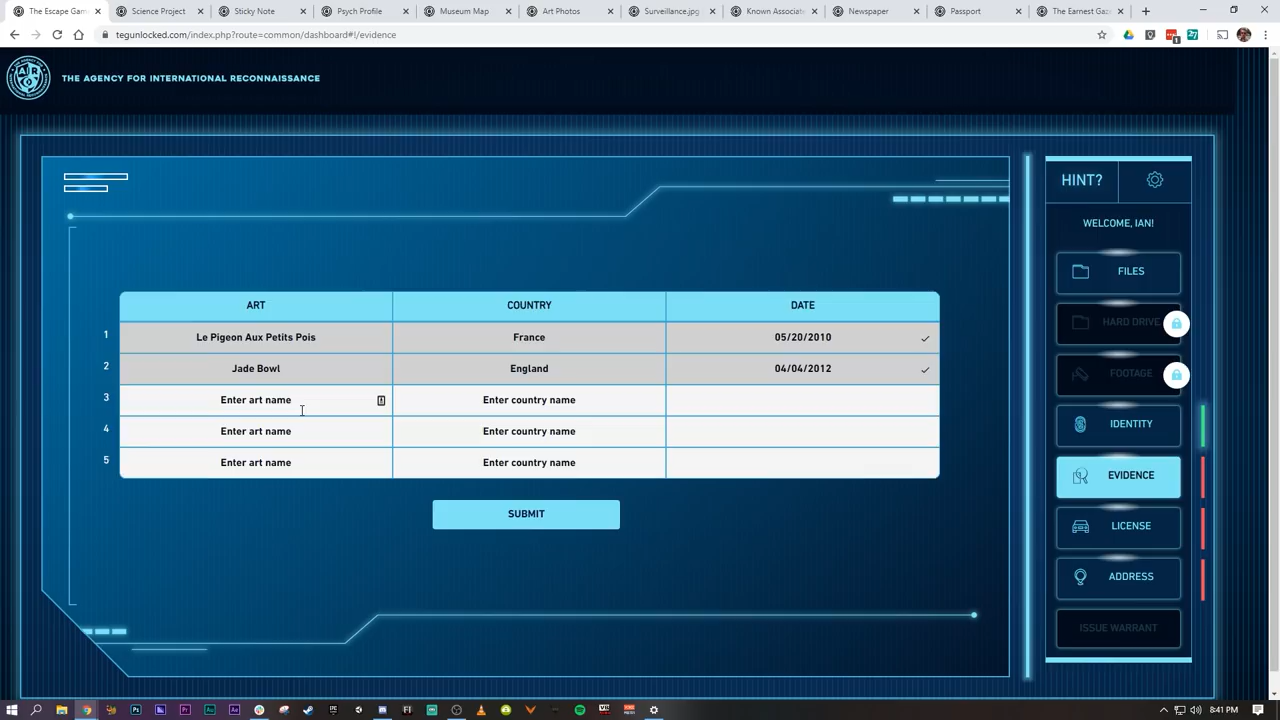 The Escape Game
Science Project
Sticky Note
Psych Profile
Museum Map
Art Photos
Surveillance.jpg
Known Associate
Newspaper
Passport
The Earnest Gaz
tegunlocked.com/index.php?route=common/dashboard#!/evidence
THE AGENCY FOR INTERNATIONAL RECONNAISSANCE
HINT?
WELCOME, IAN!
FILES
HARD DRIVE
FOOTAGE
IDENTITY
EVIDENCE
LICENSE
ADDRESS
ISSUE WARRANT
ART COUNTRY DATE
1 Le Pigeon Aux Petits Pois France 05/20/2010
2 Jade Bowl England 04/04/2012
3 Enter art name Enter country name
4 Enter art name Enter country name
5 Enter art name Enter country name
SUBMIT
8:41 PM